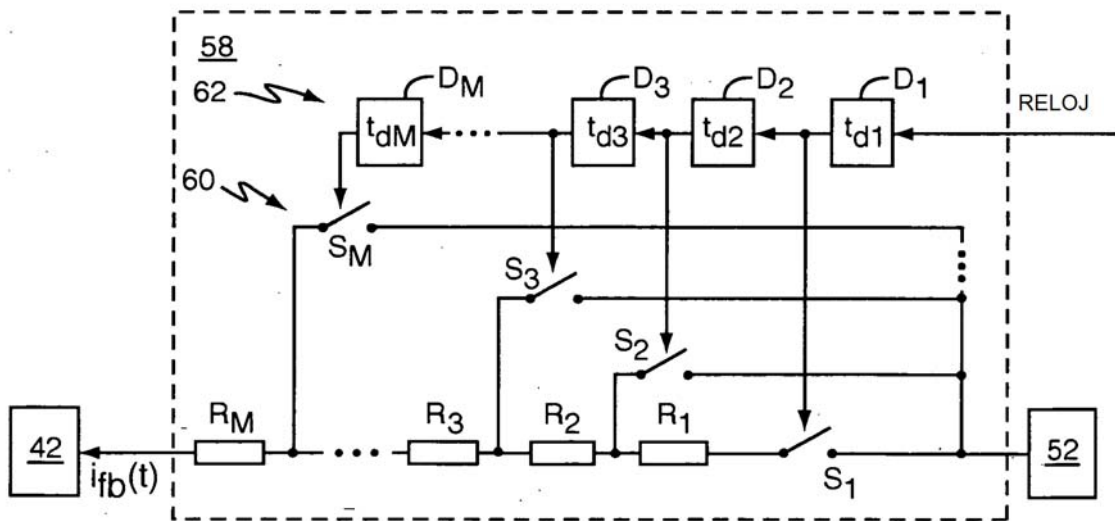 58
62
D_M
D_3
D_2
D_1
RELOJ
t_dM
t_d3
t_d2
t_d1
60
S_M
S_3
S_2
R_M
R_3
R_2
R_1
S_1
42
i_fb(t)
52